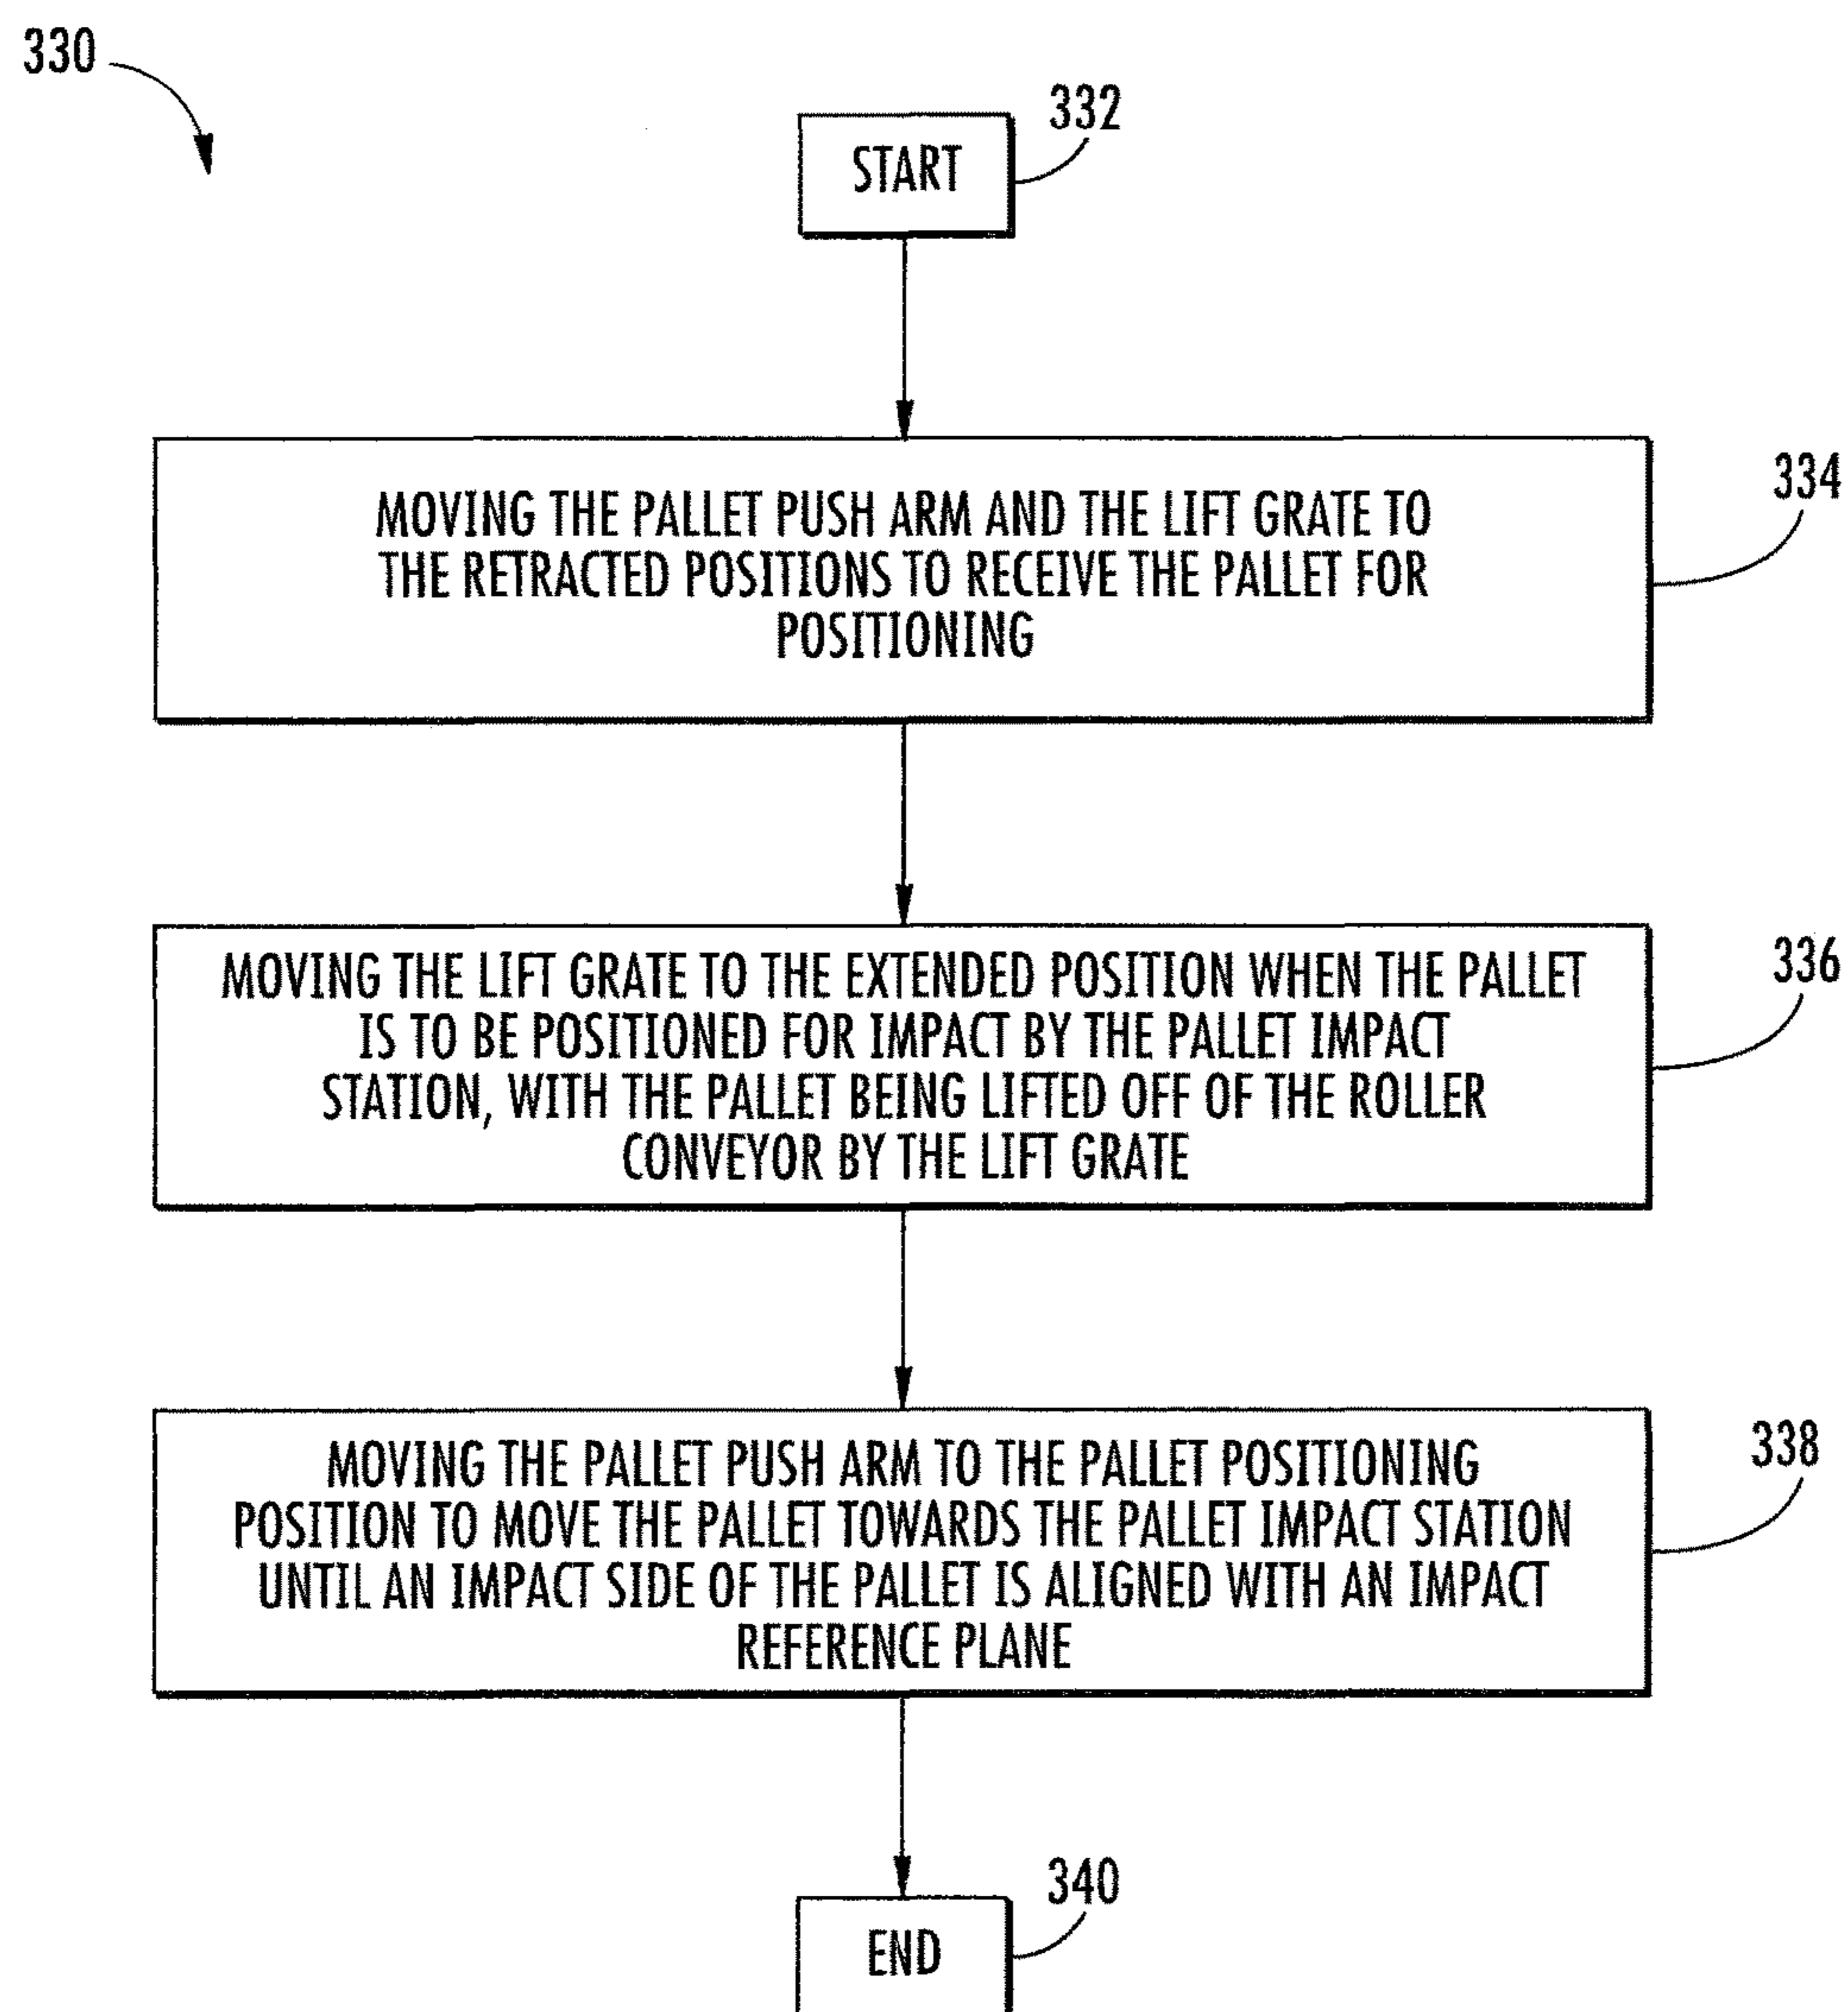 330
332
START
334
MOVING THE PALLET PUSH ARM AND THE LIFT GRATE TO
THE RETRACTED POSITIONS TO RECEIVE THE PALLET FOR
POSITIONING
336
MOVING THE LIFT GRATE TO THE EXTENDED POSITION WHEN THE PALLET
IS TO BE POSITIONED FOR IMPACT BY THE PALLET IMPACT
STATION, WITH THE PALLET BEING LIFTED OFF OF THE ROLLER
CONVEYOR BY THE LIFT GRATE
338
MOVING THE PALLET PUSH ARM TO THE PALLET POSITIONING
POSITION TO MOVE THE PALLET TOWARDS THE PALLET IMPACT STATION
UNTIL AN IMPACT SIDE OF THE PALLET IS ALIGNED WITH AN IMPACT
REFERENCE PLANE
340
END